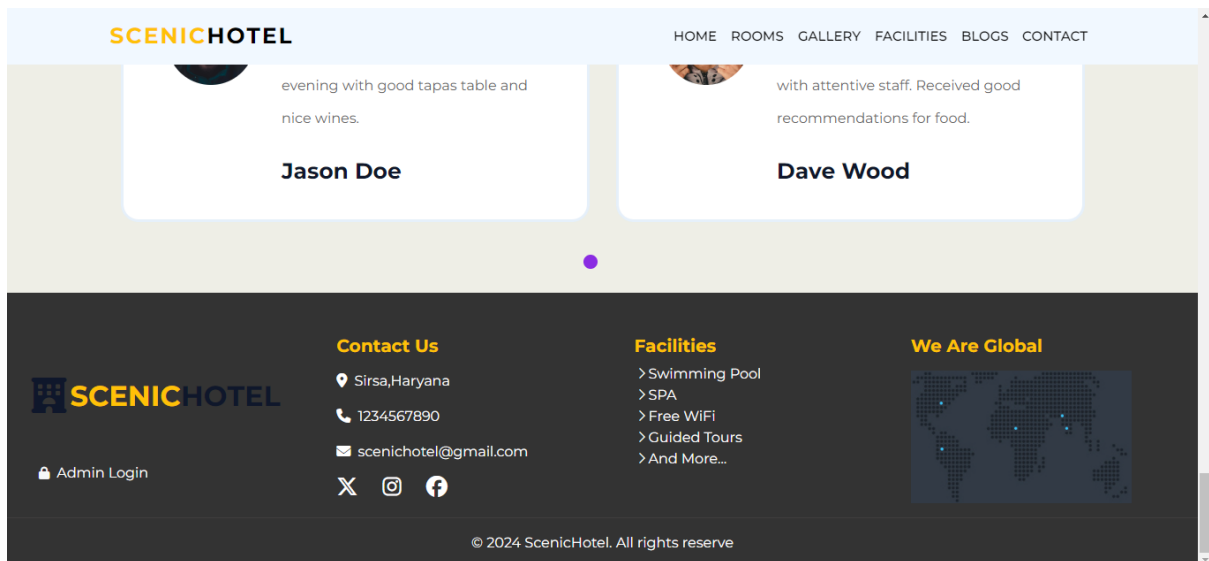 SCENICHOTEL
HOME ROOMS GALLERY FACILITIES BLOGS CONTACT
evening with good tapas table and
nice wines.
Jason Doe
with attentive staff. Received good
recommendations for food.
Dave Wood
SCENICHOTEL
Admin Login
Contact Us
Sirsa,Haryana
1234567890
scenichotel@gmail.com
Facilities
Swimming Pool
SPA
Free WiFi
Guided Tours
And More...
We Are Global
© 2024 ScenicHotel. All rights reserve